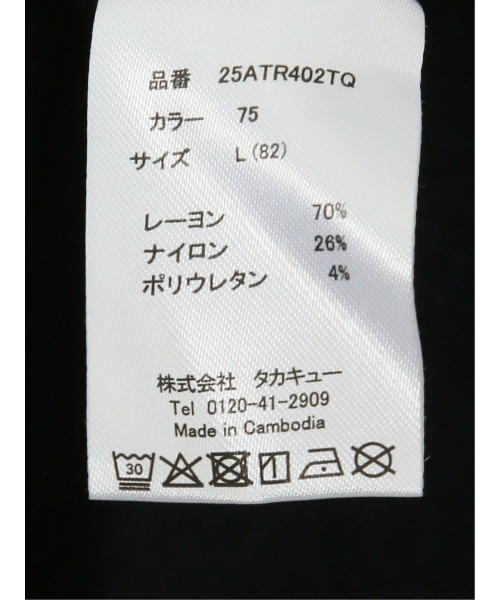 品番 25ATR402TQ
カラー 75
サイズ L(82)
レーヨン 70%
ナイロン 26%
ポリウレタン 4%
株式会社 タカキュー
Tel 0120-41-2909
Made in Cambodia
30